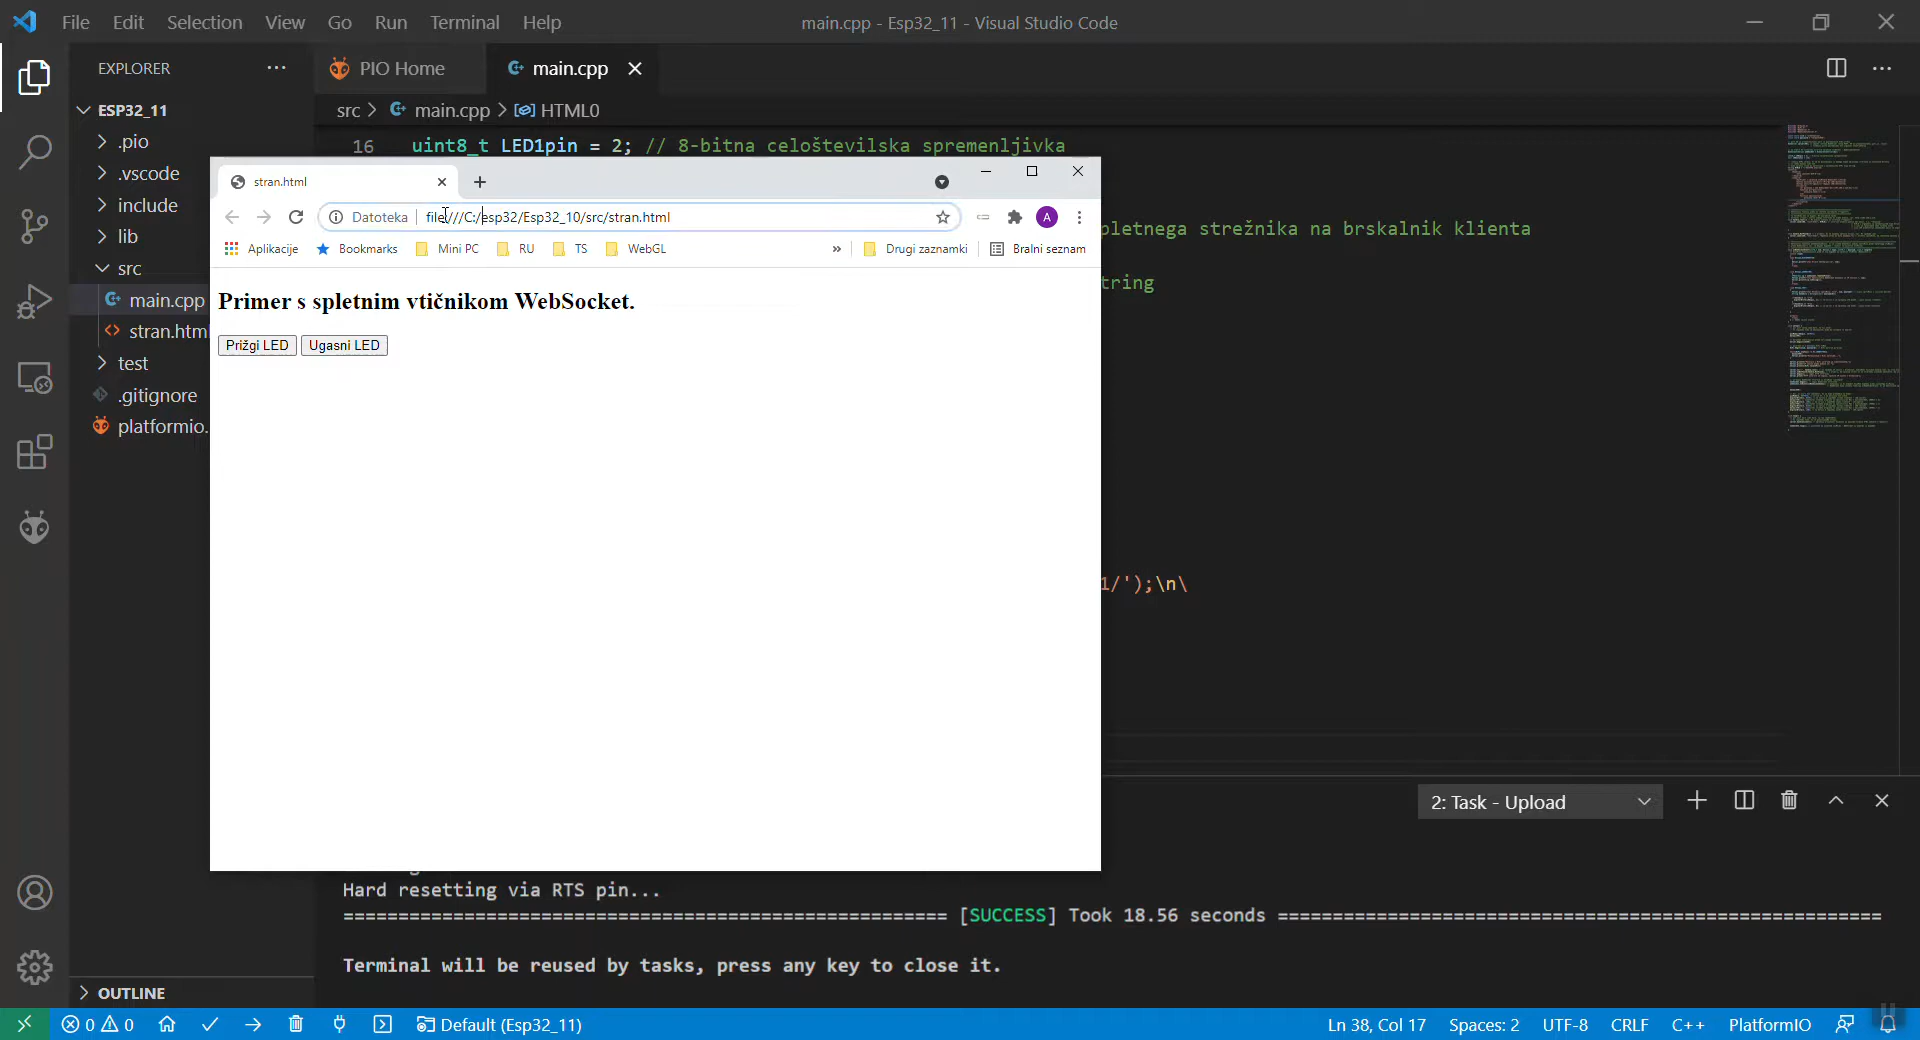 File Edit Selection View Go Run Terminal Help
main.cpp - Esp32_11 - Visual Studio Code
EXPLORER
PIO Home
main.cpp
ESP32_11
src > main.cpp > HTML0
.pio
16 uint8_t LED1pin = 2; // 8-bitna celoštevilska spremenljivka
.vscode
include
lib
src
main.cpp
stran.htm
test
.gitignore
platformio.
stran.html
Datoteka file:///C:/esp32/Esp32_10/src/stran.html
A
Aplikacije Bookmarks Mini PC RU TS WebGL » Drugi zaznamki Bralni seznam
Primer s spletnim vtičnikom WebSocket.
Prižgi LED Ugasni LED
pletnega strežnika na brskalnik klienta
tring
1/');\n\
2: Task - Upload
Hard resetting via RTS pin...
======================================================= [SUCCESS] Took 18.56 seconds =======================================================
Terminal will be reused by tasks, press any key to close it.
OUTLINE
0 0 Default (Esp32_11) Ln 38, Col 17 Spaces: 2 UTF-8 CRLF C++ PlatformIO